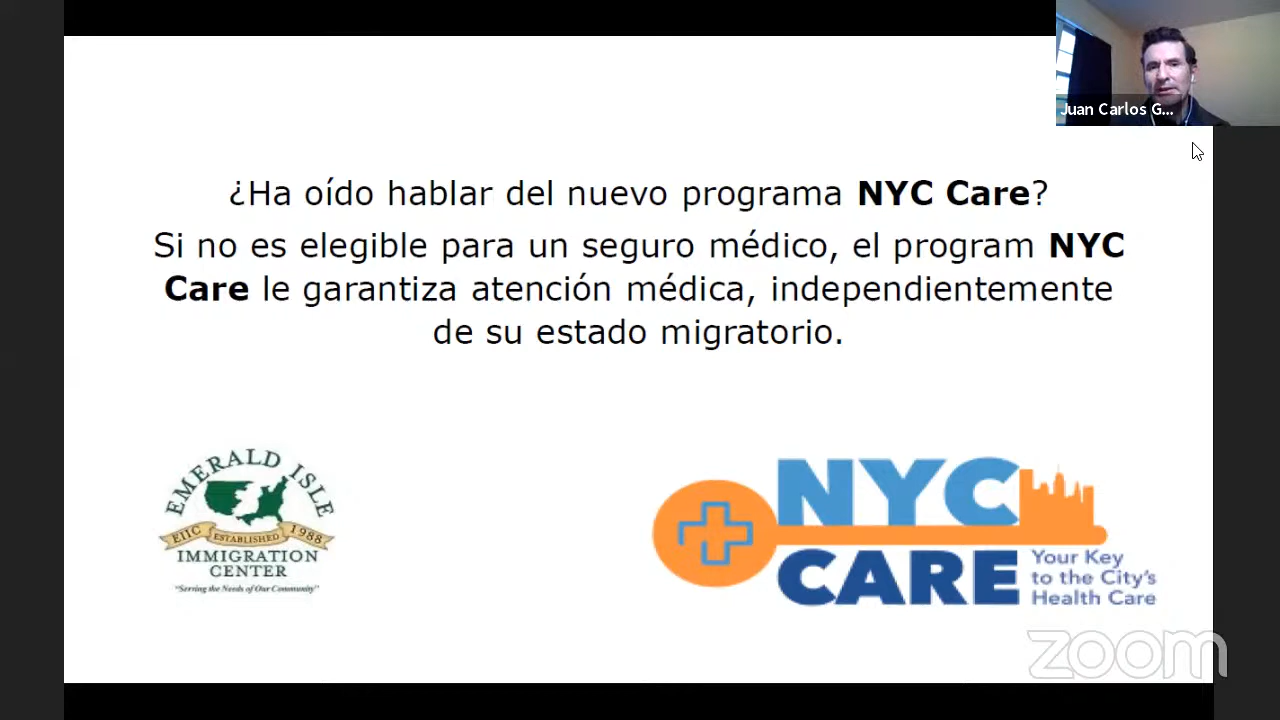 Juan Carlos G...
¿Ha oído hablar del nuevo programa NYC Care?
Si no es elegible para un seguro médico, el program NYC
Care le garantiza atención médica, independientemente
de su estado migratorio.
EMERALD ISLE
EIIC ESTABLISHED 1988
IMMIGRATION
CENTER
"Serving the Needs of Our Community"
NYC
CARE
Your Key
to the City's
Health Care
zoom